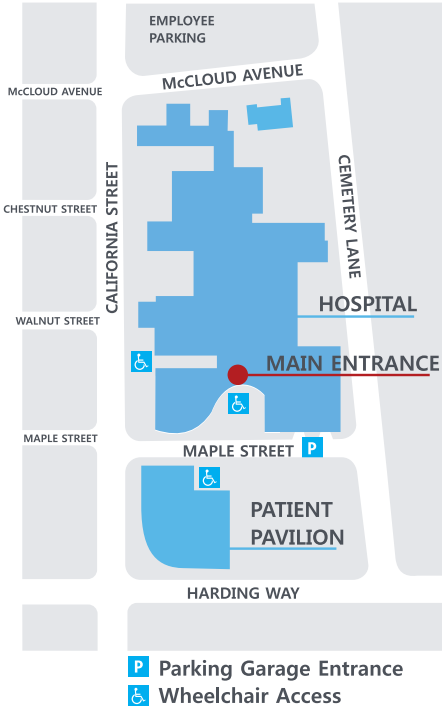 EMPLOYEE
PARKING
McCLOUD AVENUE
McCLOUD AVENUE
CEMETERY LANE
CALIFORNIA STREET
CHESTNUT STREET
HOSPITAL
WALNUT STREET
MAIN ENTRANCE
MAPLE STREET
MAPLE STREET
P
PATIENT
PAVILION
HARDING WAY
P Parking Garage Entrance
Wheelchair Access